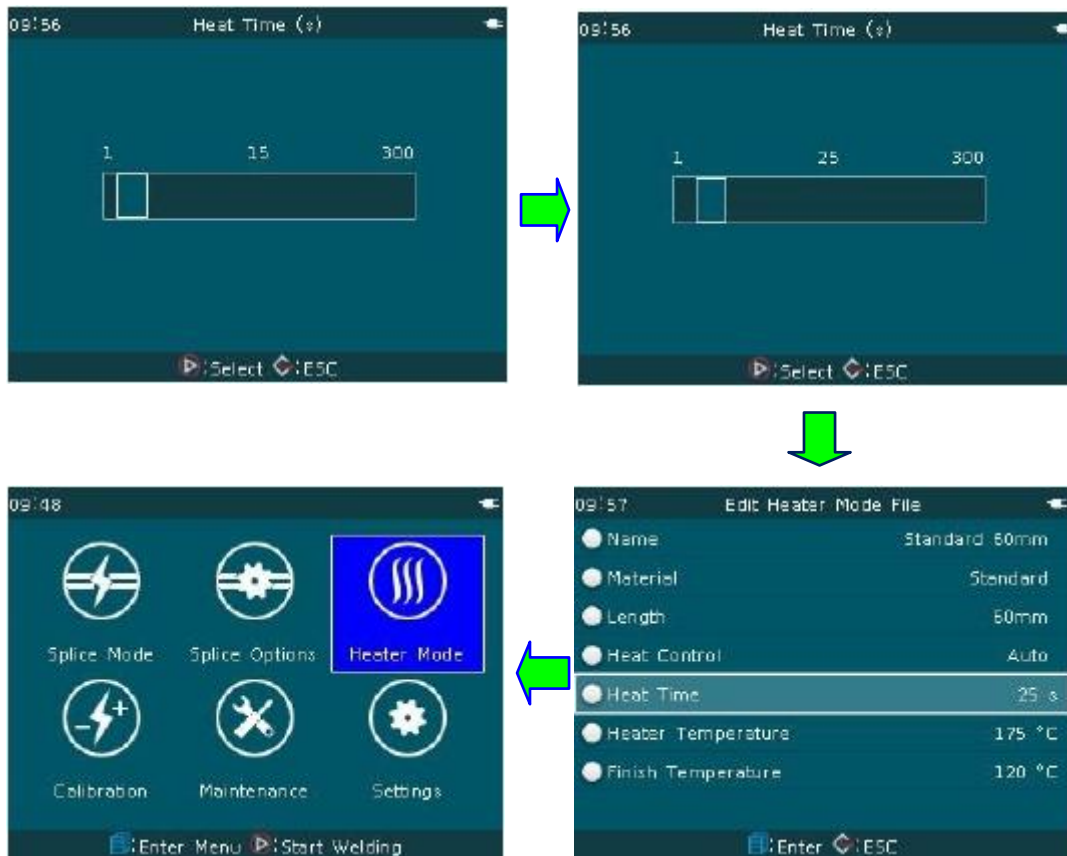 09:56 Heat Time (s)
1 15 300
:Select :ESC
09:56 Heat Time (s)
1 25 300
:Select :ESC
09:48
Splice Mode Splice Options Heater Mode
Calibration Maintenance Settings
:Enter Menu :Start Welding
09:57 Edit Heater Mode File
Name Standard 60mm
Material Standard
Length 60mm
Heat Control Auto
Heat Time 25 s
Heater Temperature 175 °C
Finish Temperature 120 °C
:Enter :ESC